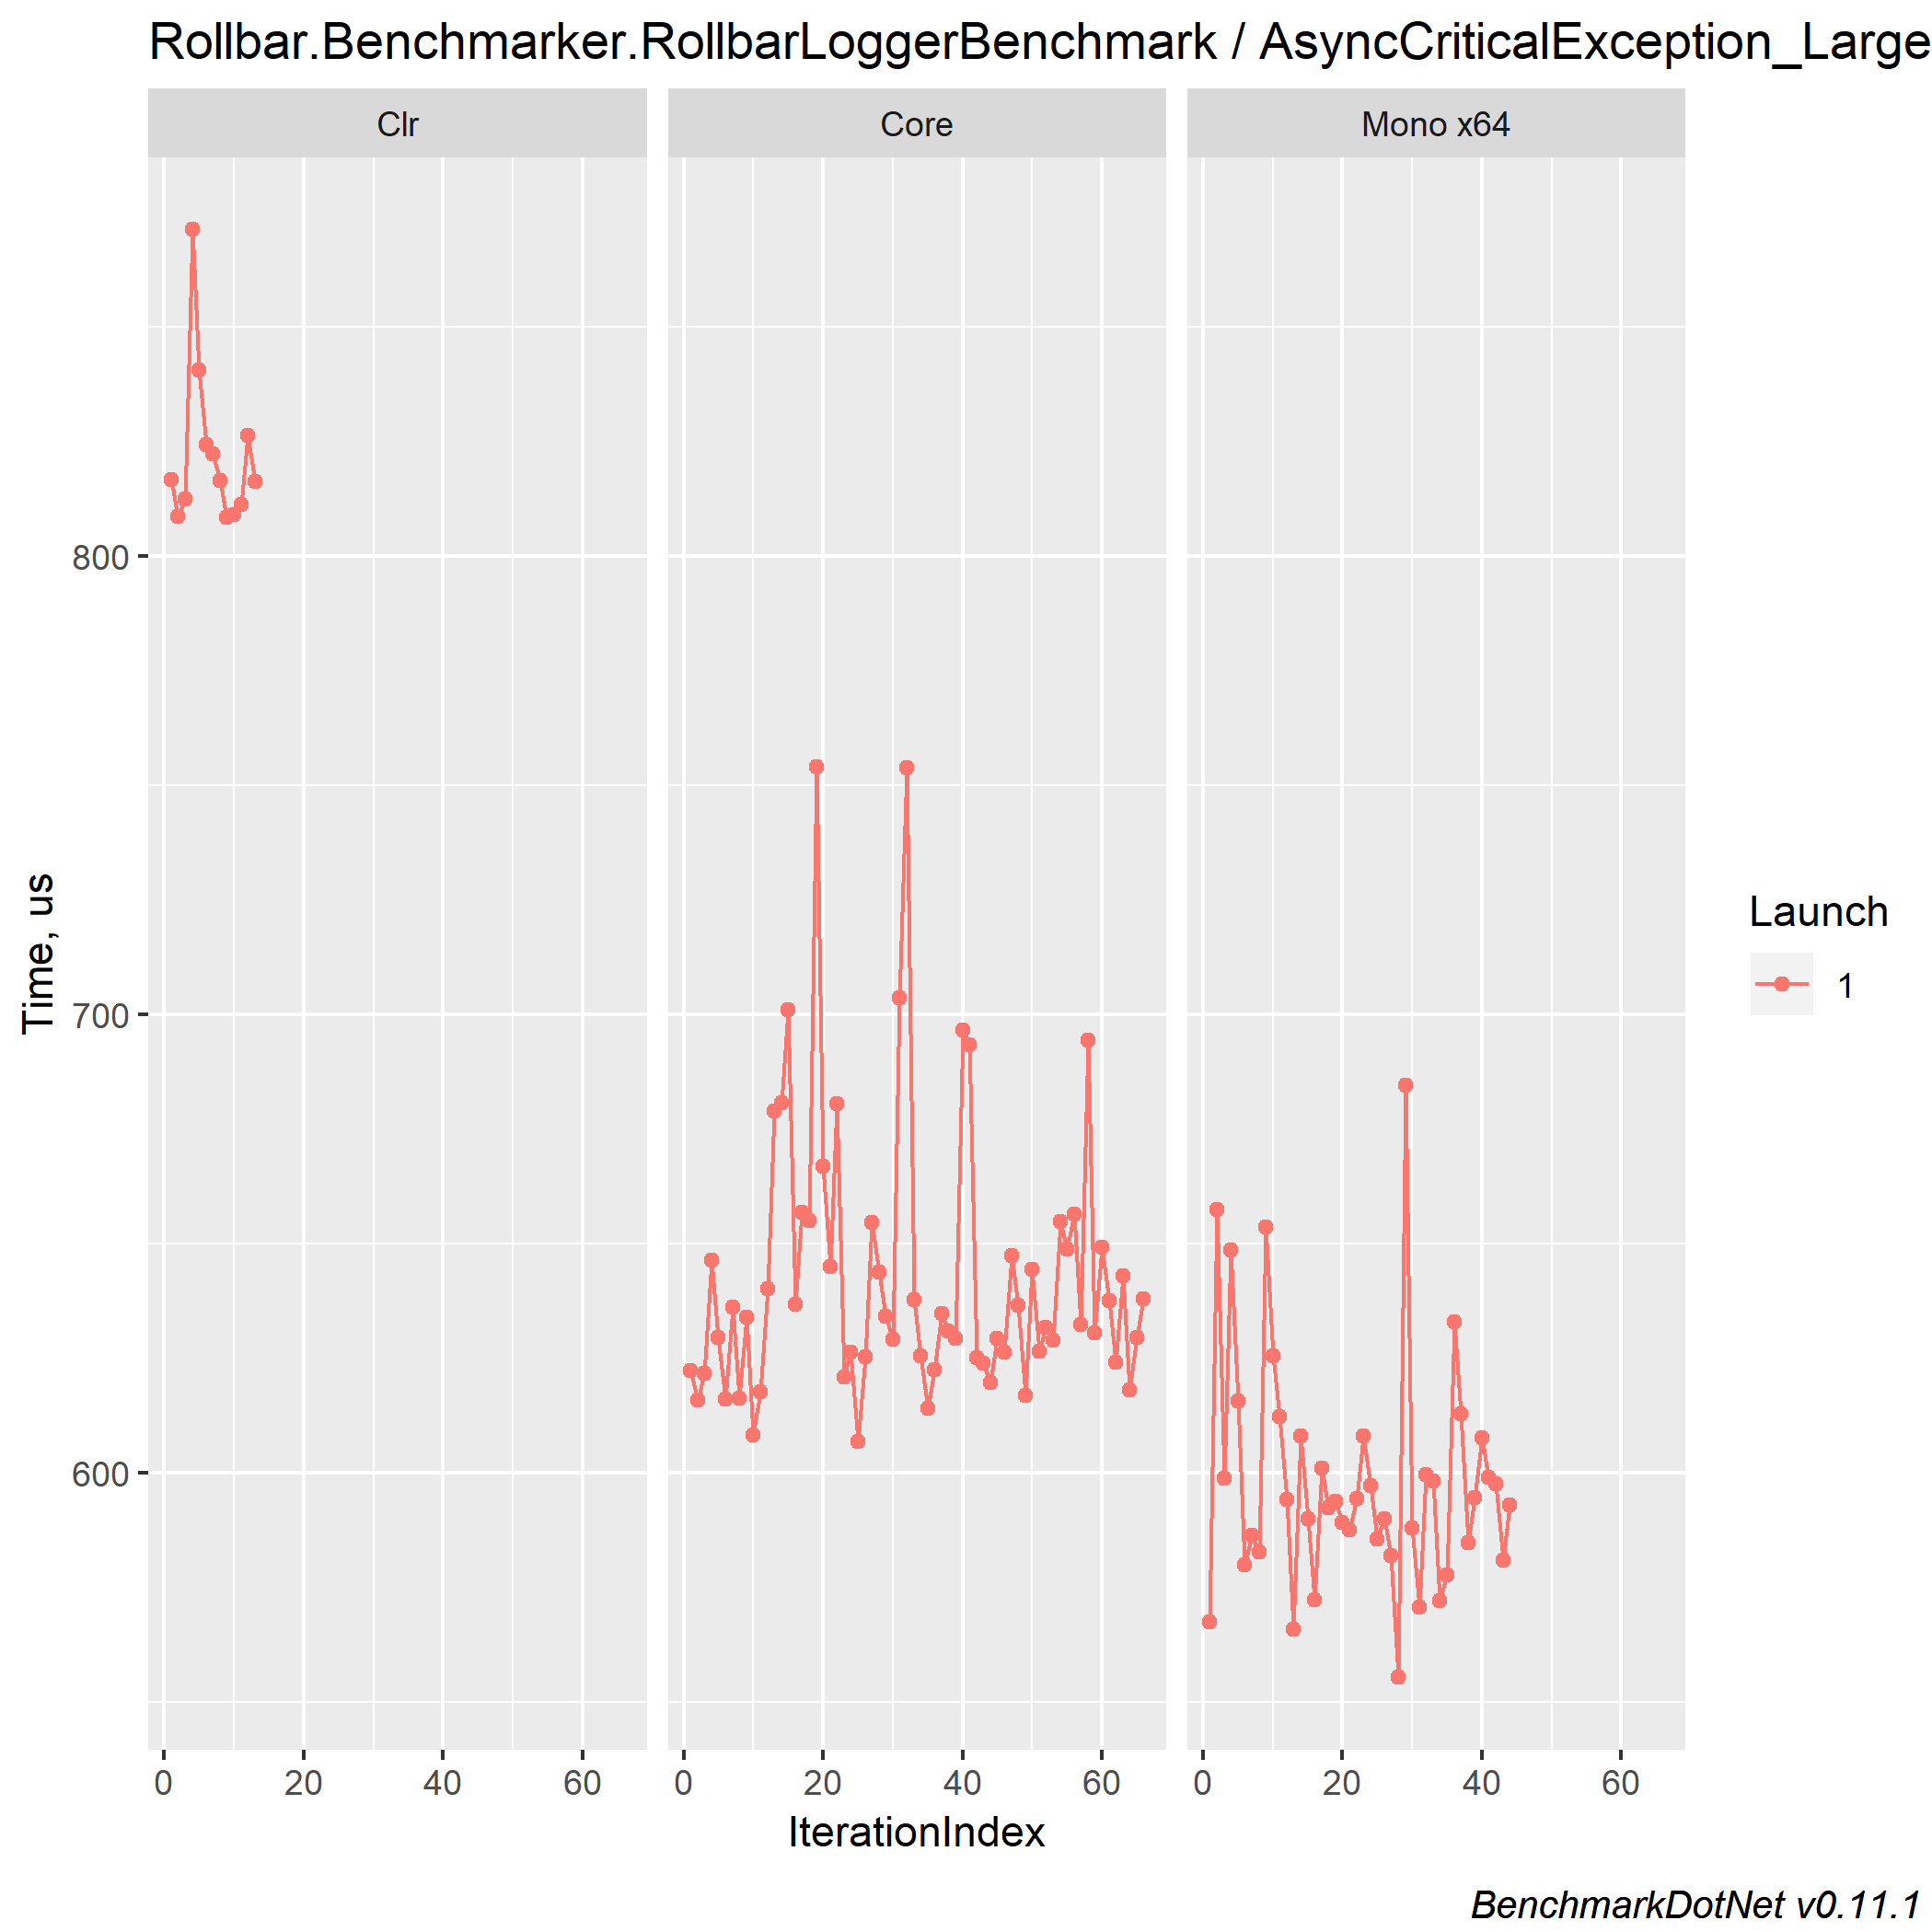 Rollbar.Benchmarker.RollbarLoggerBenchmark / AsyncCriticalException_Large
Clr
Core
Mono x64
800
700
600
Time, us
0 20 40 60
0 20 40 60
0 20 40 60
IterationIndex
Launch
1
BenchmarkDotNet v0.11.1